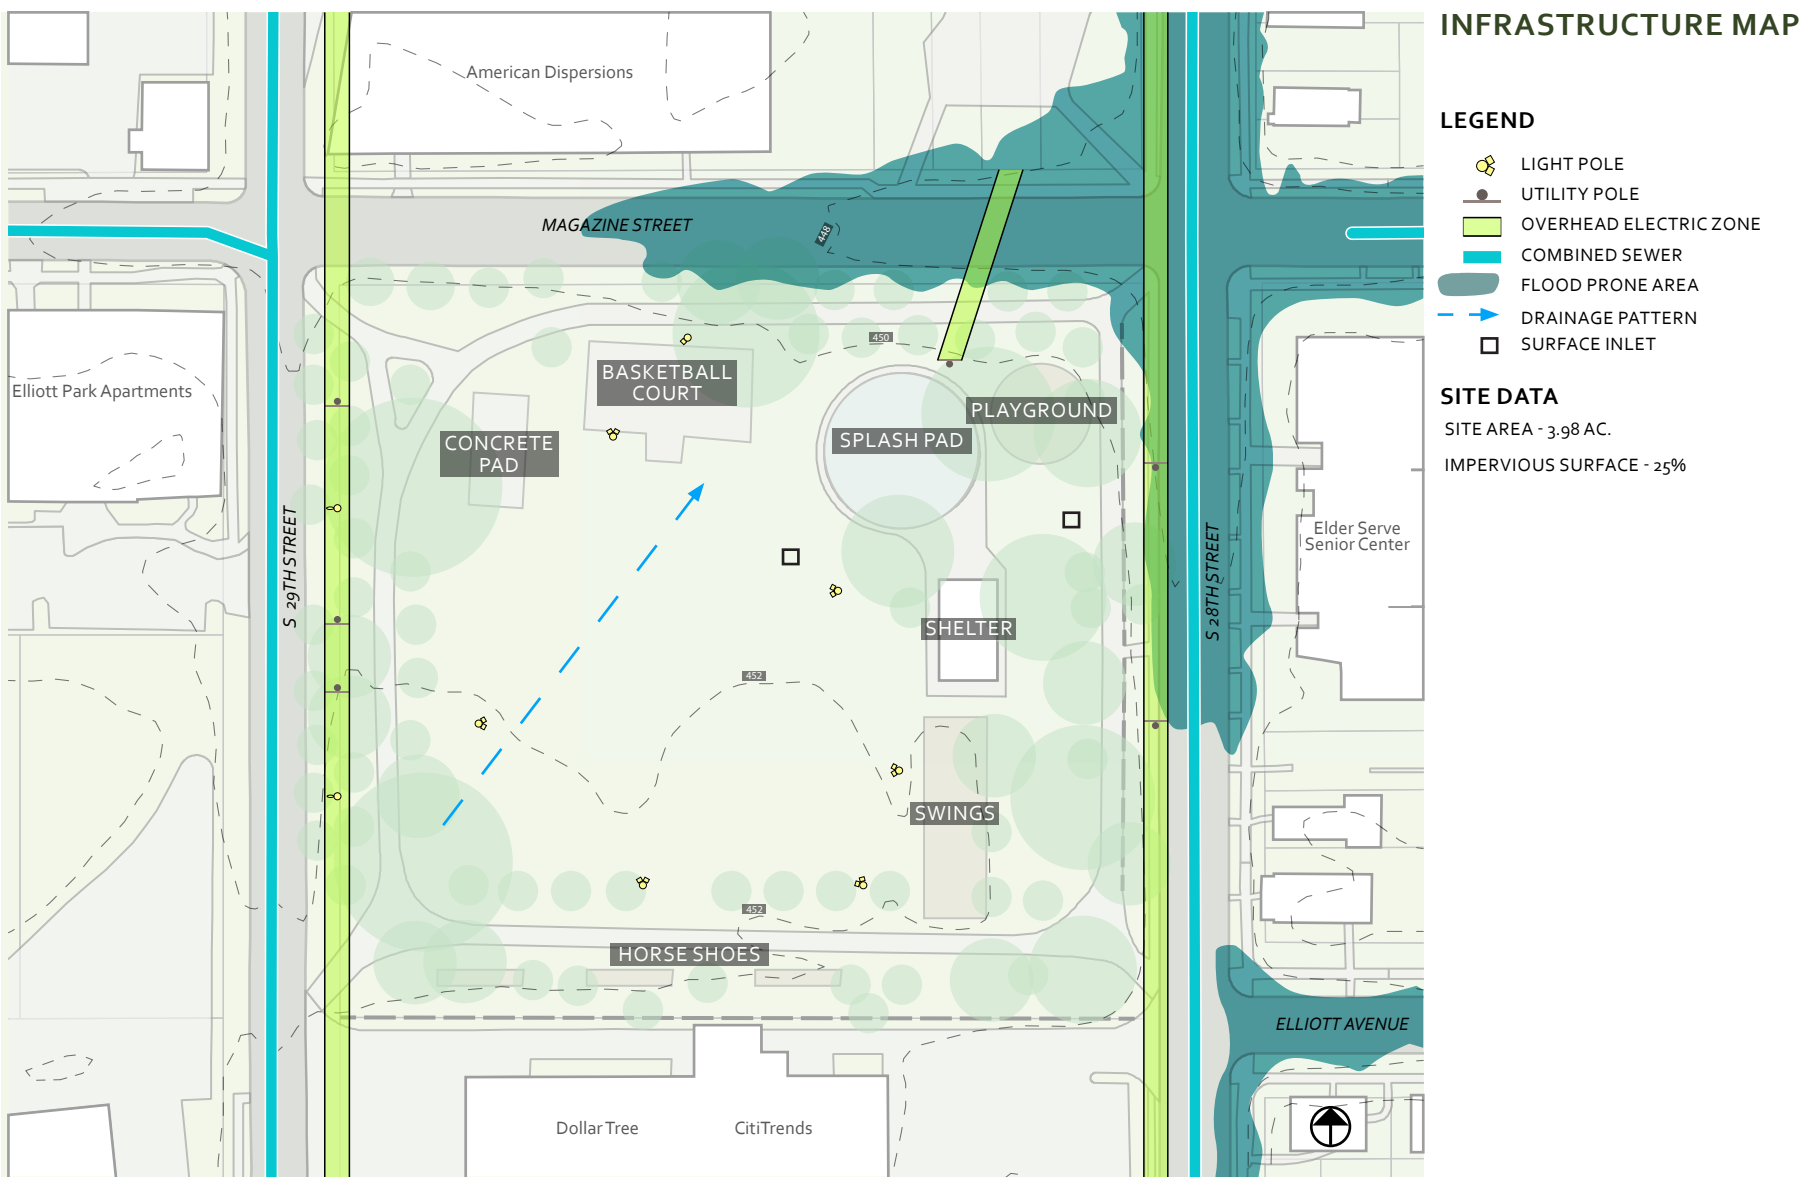 INFRASTRUCTURE MAP
LEGEND
LIGHT POLE
UTILITY POLE
OVERHEAD ELECTRIC ZONE
COMBINED SEWER
FLOOD PRONE AREA
DRAINAGE PATTERN
SURFACE INLET
SITE DATA
SITE AREA - 3.98 AC.
IMPERVIOUS SURFACE - 25%
American Dispersions
MAGAZINE STREET
448
450
Elliott Park Apartments
BASKETBALL
COURT
PLAYGROUND
SPLASH PAD
CONCRETE
PAD
S 29TH STREET
S 28TH STREET
Elder Serve
Senior Center
SHELTER
452
SWINGS
452
HORSE SHOES
ELLIOTT AVENUE
Dollar Tree
CitiTrends